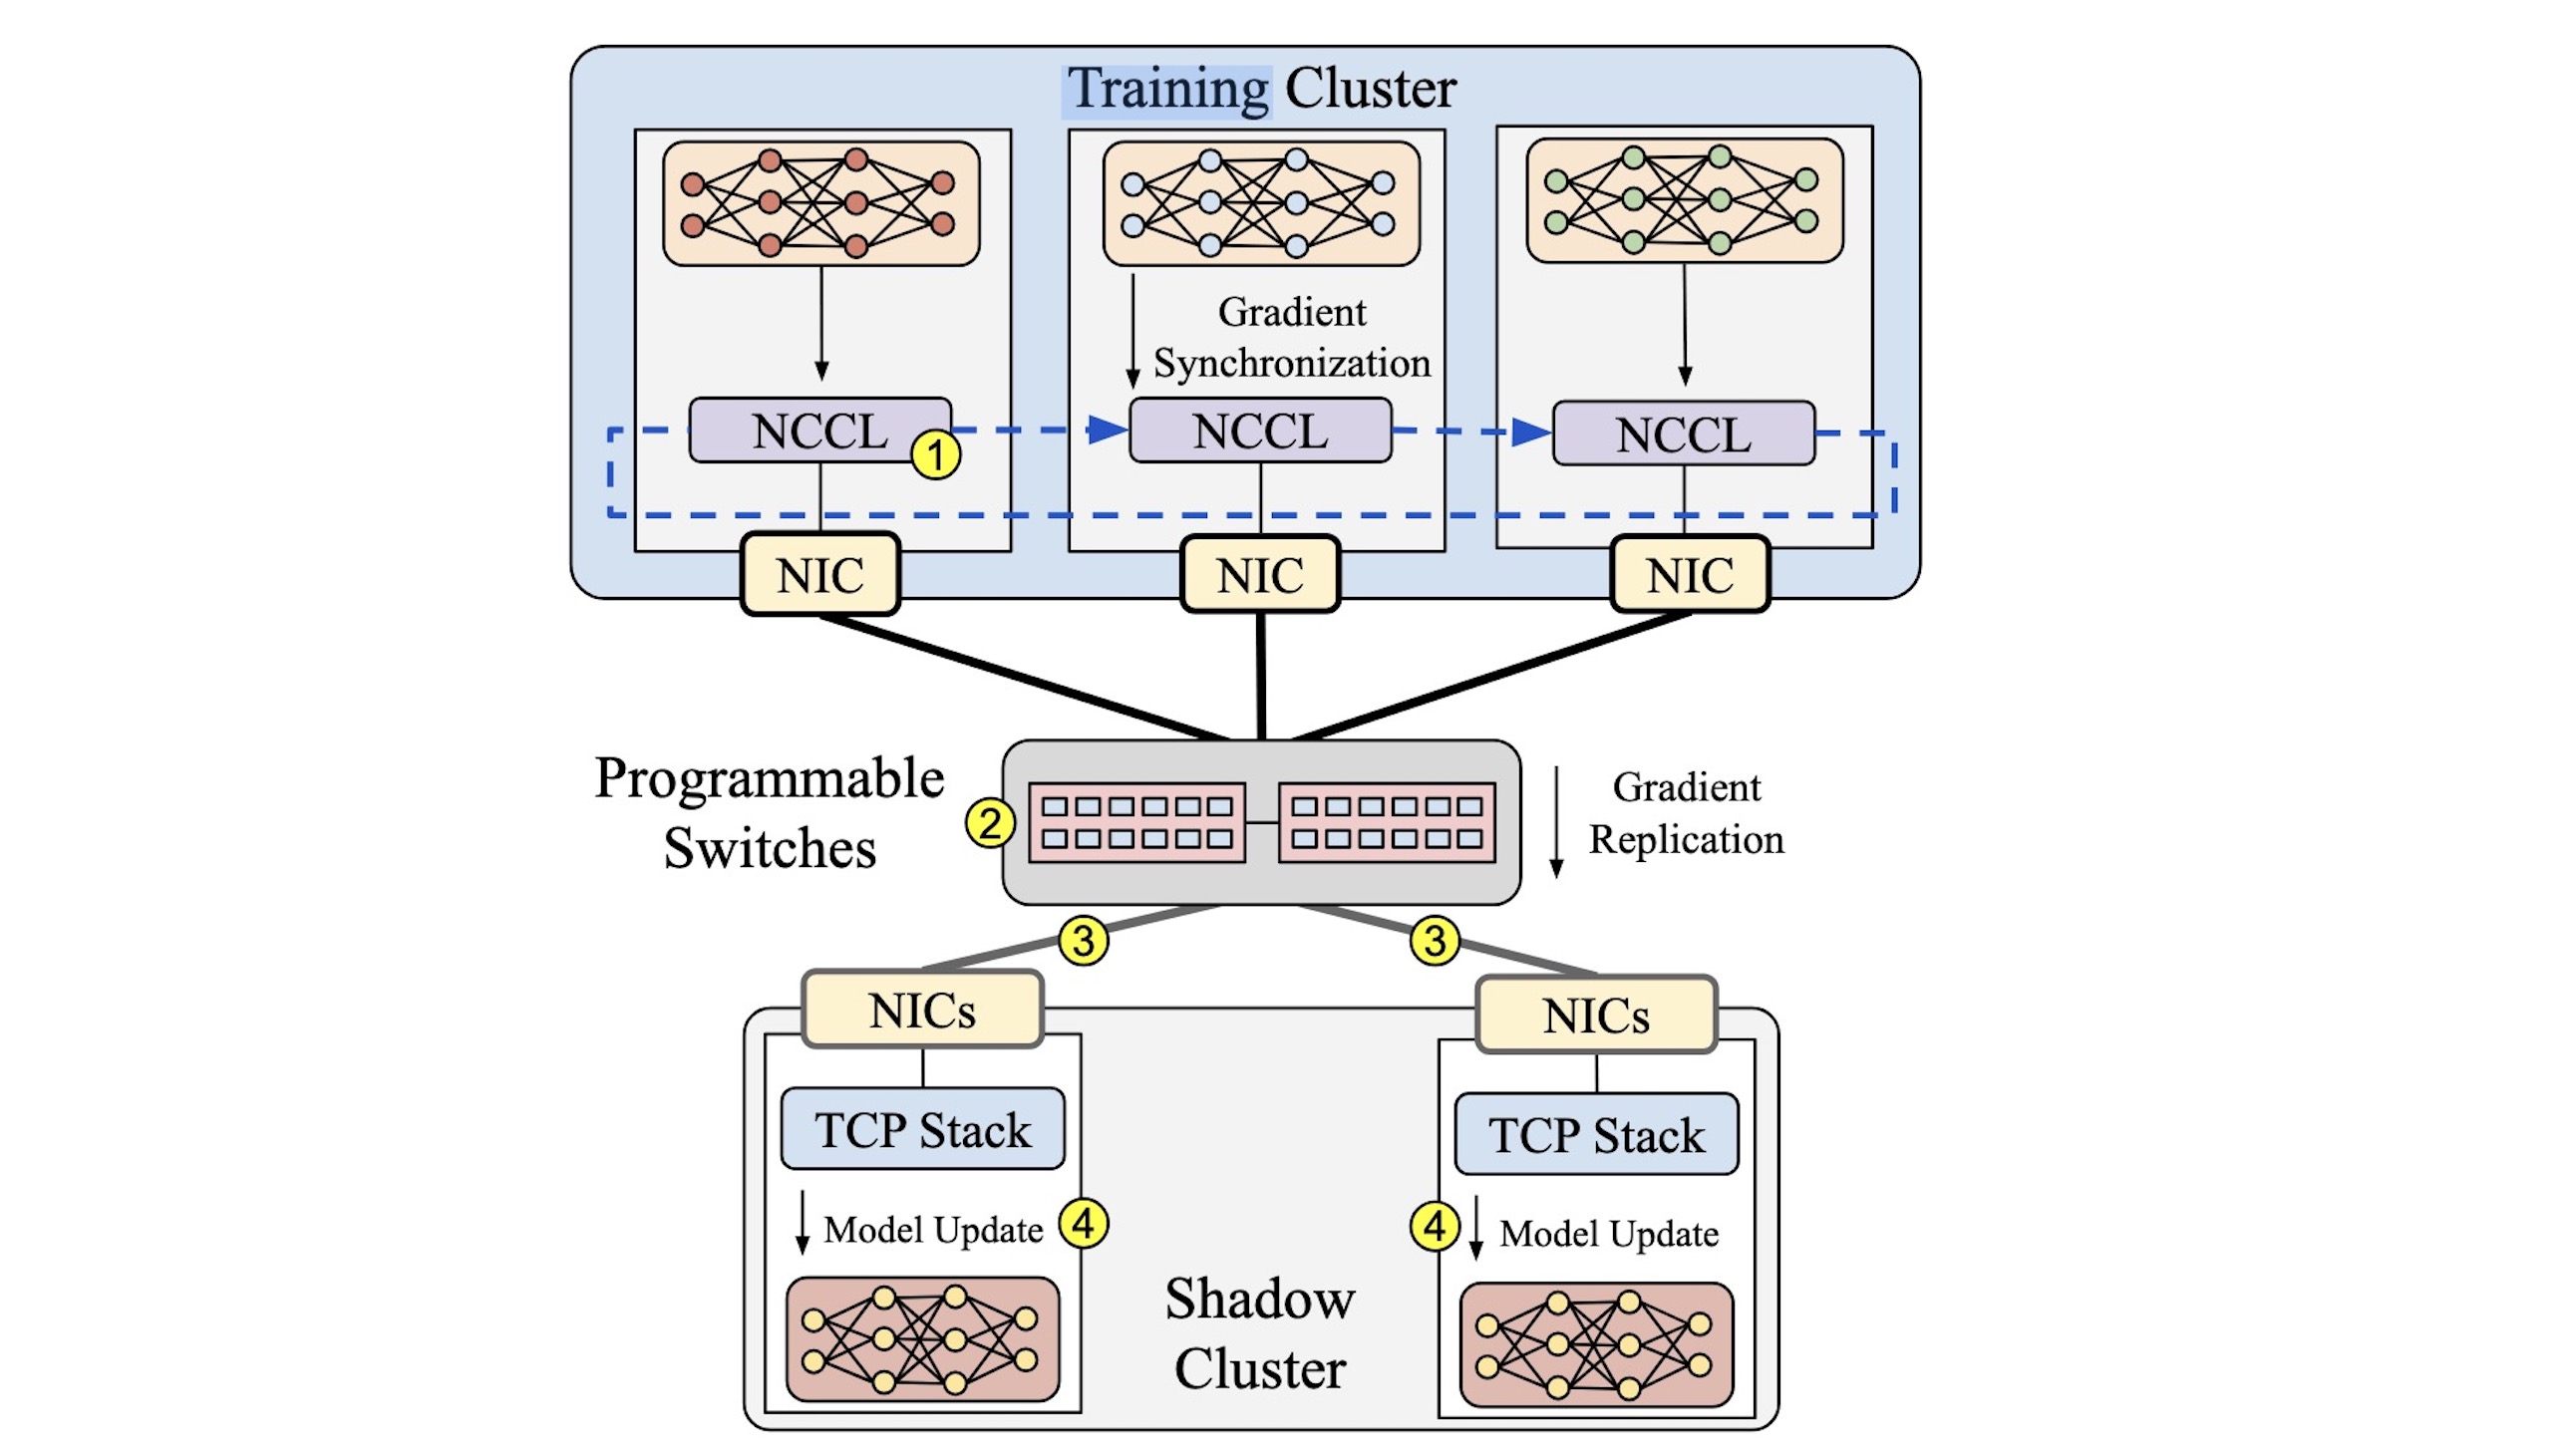 Training Cluster
Gradient
Synchronization
NCCL
1
NCCL
NCCL
NIC
NIC
NIC
Programmable
Switches
2
Gradient
Replication
3
3
NICs
NICs
TCP Stack
TCP Stack
Model Update
4
4
Model Update
Shadow
Cluster